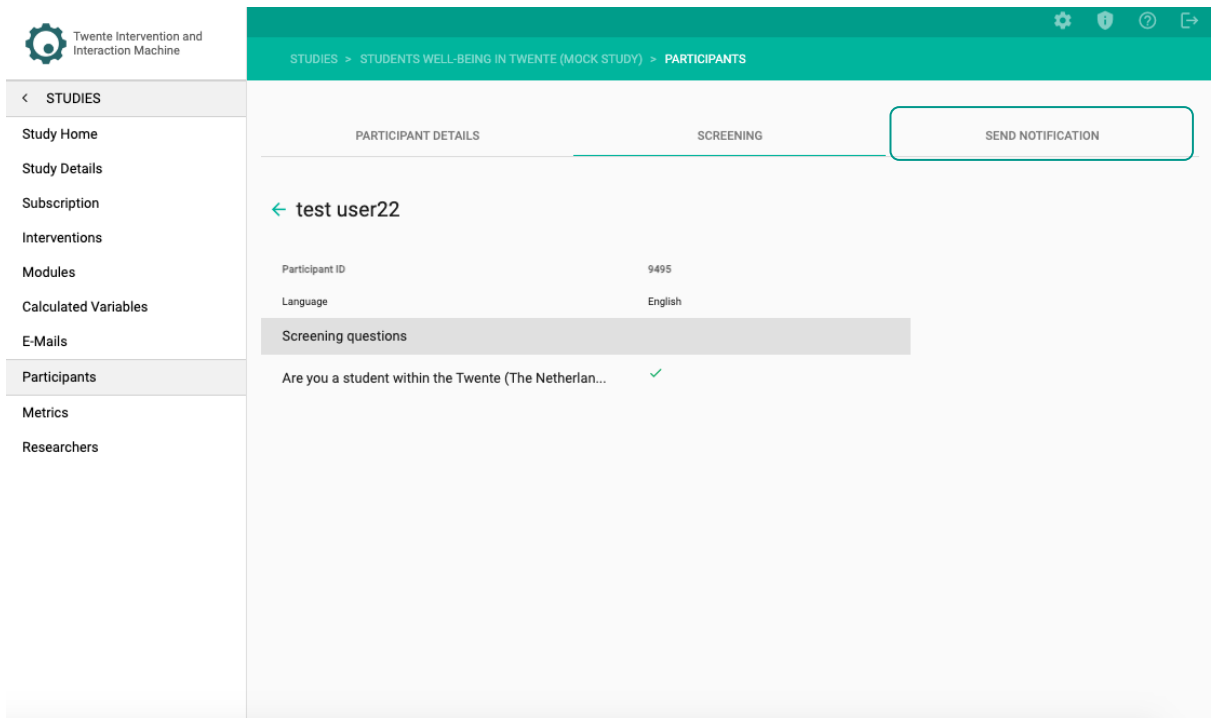 Twente Intervention and
Interaction Machine
STUDIES > STUDENTS WELL-BEING IN TWENTE (MOCK STUDY) > PARTICIPANTS
< STUDIES
Study Home
Study Details
Subscription
Interventions
Modules
Calculated Variables
E-Mails
Participants
Metrics
Researchers
PARTICIPANT DETAILS SCREENING SEND NOTIFICATION
← test user22
Participant ID 9495
Language English
Screening questions
Are you a student within the Twente (The Netherlan... ✓